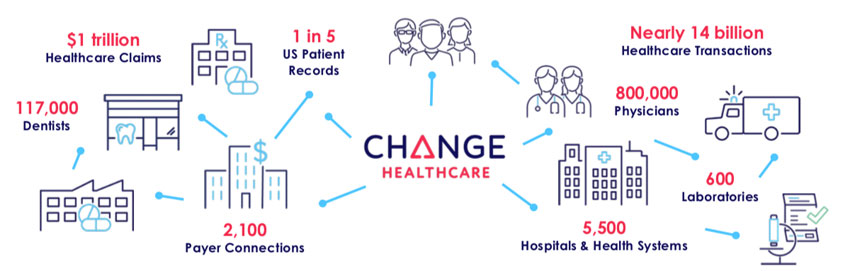 $1 trillion
Healthcare Claims
Rx
1 in 5
US Patient
Records
Nearly 14 billion
Healthcare Transactions
117,000
Dentists
$
CHANGE
HEALTHCARE
800,000
Physicians
600
Laboratories
2,100
Payer Connections
5,500
Hospitals & Health Systems